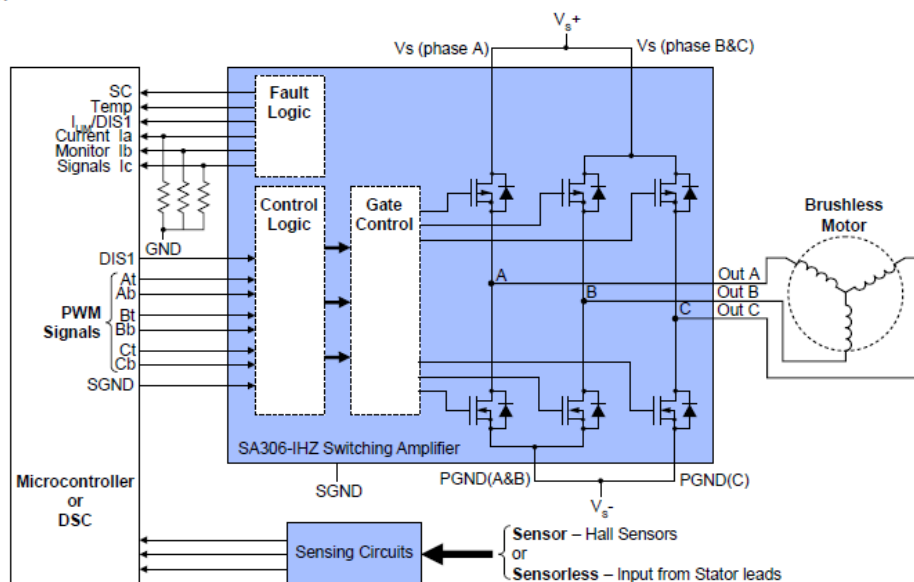 Vs+
Vs (phase A)
Vs (phase B&C)
SC
Temp
ILIM/DIS1
Current Ia
Monitor Ib
Signals Ic
GND
Fault
Logic
Control
Logic
Gate
Control
DIS1
At
Ab
PWM
Signals
Bt
Bb
Ct
Cb
SGND
A
B
C
Out A
Out B
Out C
Brushless
Motor
SA306-IHZ Switching Amplifier
SGND
PGND(A&B)
PGND(C)
Vs-
Microcontroller
or
DSC
Sensing Circuits
Sensor – Hall Sensors
or
Sensorless – Input from Stator leads